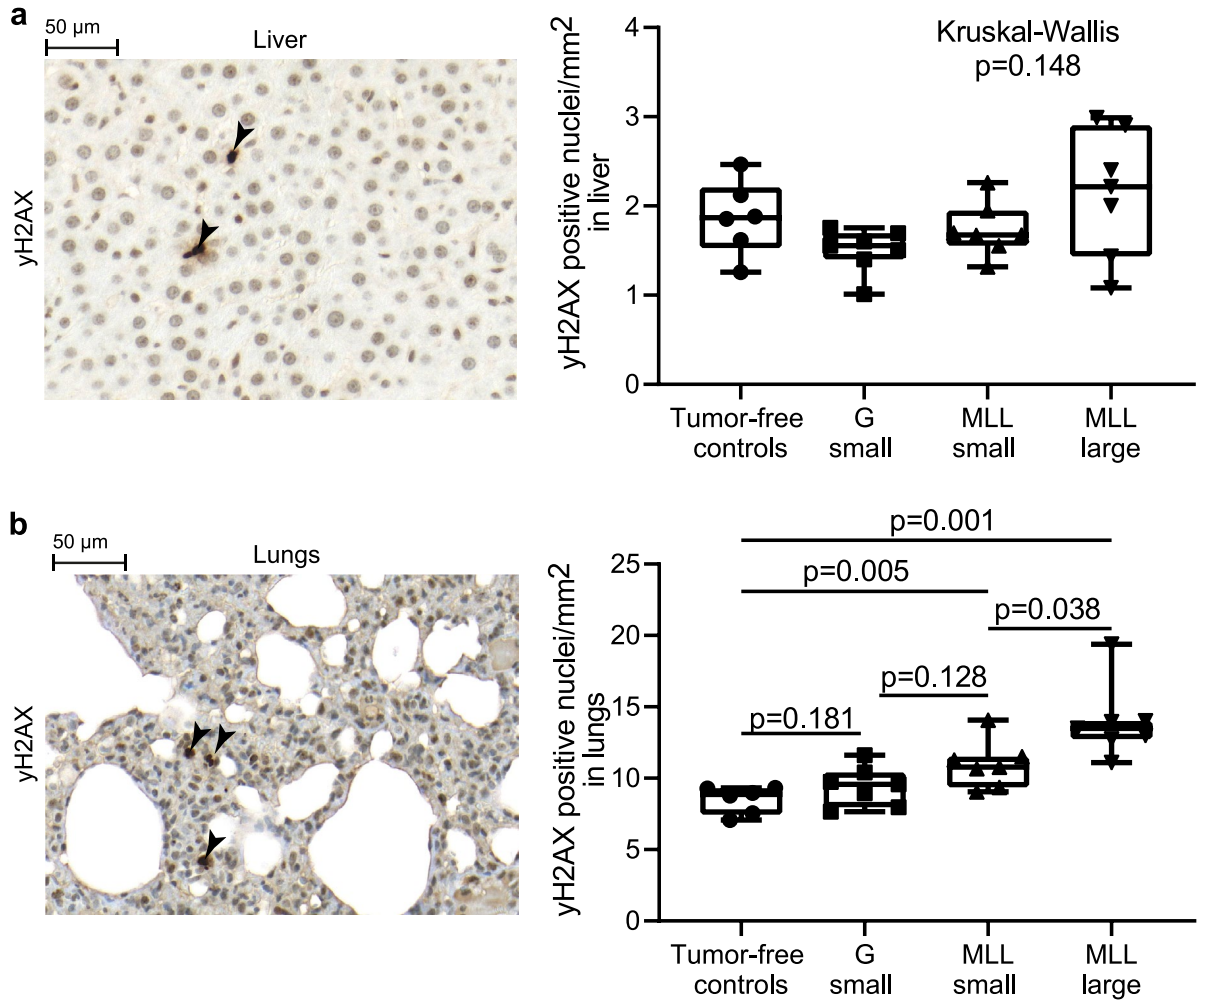 a
50 µm
Liver
yH2AX
yH2AX positive nuclei/mm2
in liver
4
3
2
1
0
Kruskal-Wallis
p=0.148
Tumor-free
controls
G
small
MLL
small
MLL
large
b
50 µm
Lungs
yH2AX
yH2AX positive nuclei/mm2
in lungs
25
20
15
10
5
0
p=0.001
p=0.005
p=0.038
p=0.128
p=0.181
Tumor-free
controls
G
small
MLL
small
MLL
large